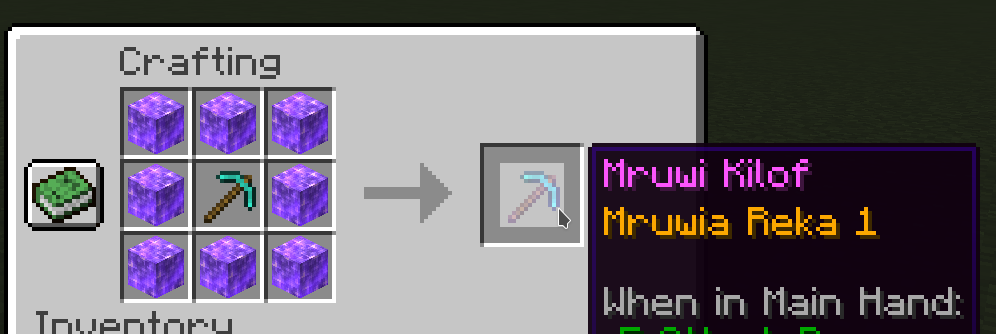 Crafting
Mruwi Kilof
Mruwia Reka 1
When in Main Hand:
Inventory